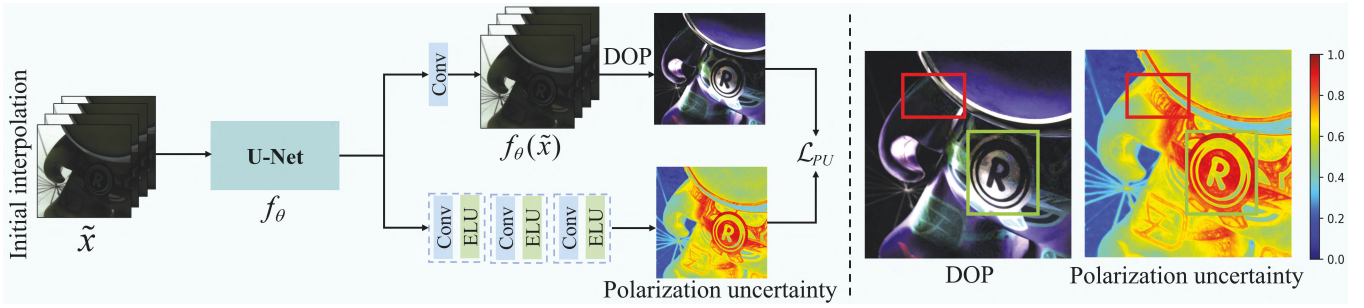 Initial interpolation
x̃
U-Net
f_θ
Conv
f_θ(x̃)
DOP
Conv
ELU
Conv
ELU
Conv
ELU
R
R
Polarization uncertainty
ℒ_PU
R
DOP
R
Polarization uncertainty
1.0
0.8
0.6
0.4
0.2
0.0